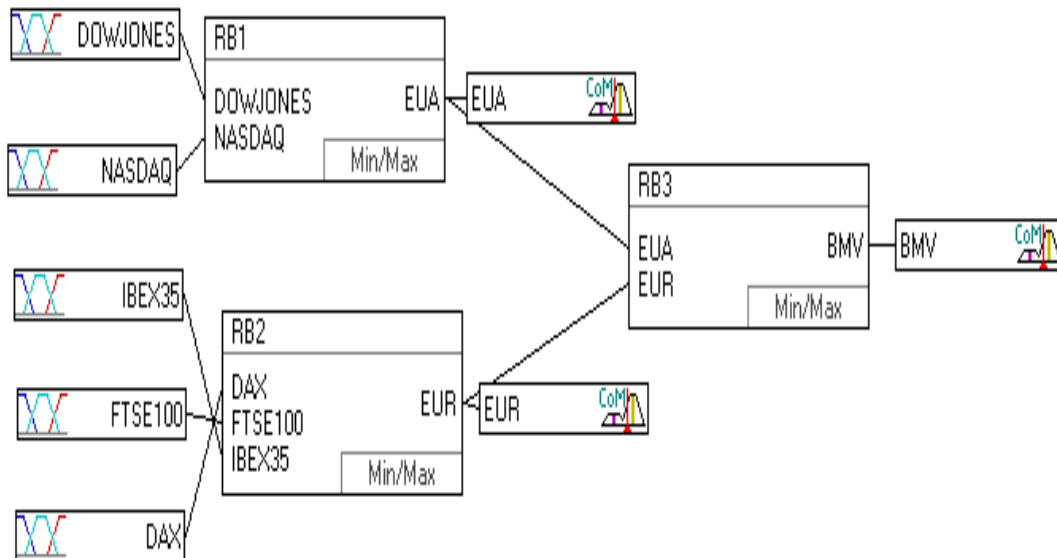 DOWJONES
NASDAQ
RB1
DOWJONES
NASDAQ
EUA
Min/Max
CoM
EUA
IBEX35
FTSE100
DAX
RB2
DAX
FTSE100
IBEX35
EUR
Min/Max
CoM
EUR
RB3
EUA
EUR
BMV
Min/Max
CoM
BMV